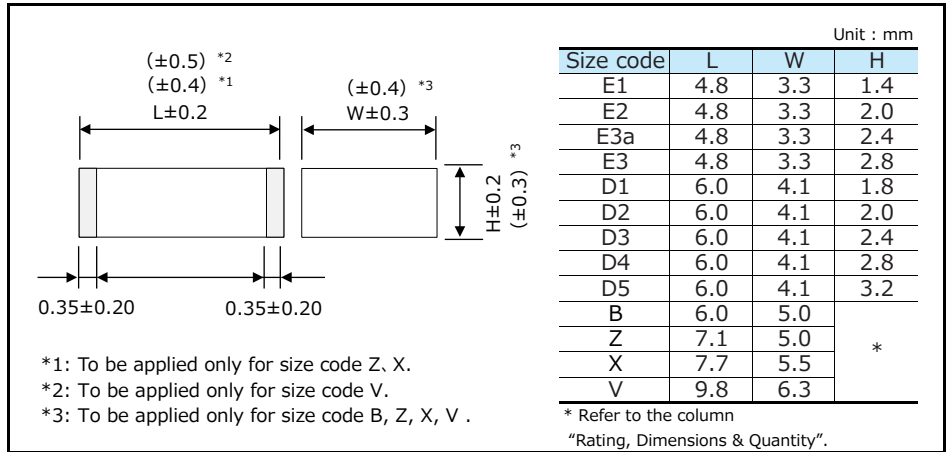 Unit : mm
(±0.5) *2
(±0.4) *1
L±0.2
(±0.4) *3
W±0.3
H±0.2
(±0.3) *3
0.35±0.20
0.35±0.20
*1: To be applied only for size code Z、X.
*2: To be applied only for size code V.
*3: To be applied only for size code B, Z, X, V .
Size code L W H
E1 4.8 3.3 1.4
E2 4.8 3.3 2.0
E3a 4.8 3.3 2.4
E3 4.8 3.3 2.8
D1 6.0 4.1 1.8
D2 6.0 4.1 2.0
D3 6.0 4.1 2.4
D4 6.0 4.1 2.8
D5 6.0 4.1 3.2
B 6.0 5.0
Z 7.1 5.0 *
X 7.7 5.5
V 9.8 6.3
* Refer to the column
“Rating, Dimensions & Quantity”.